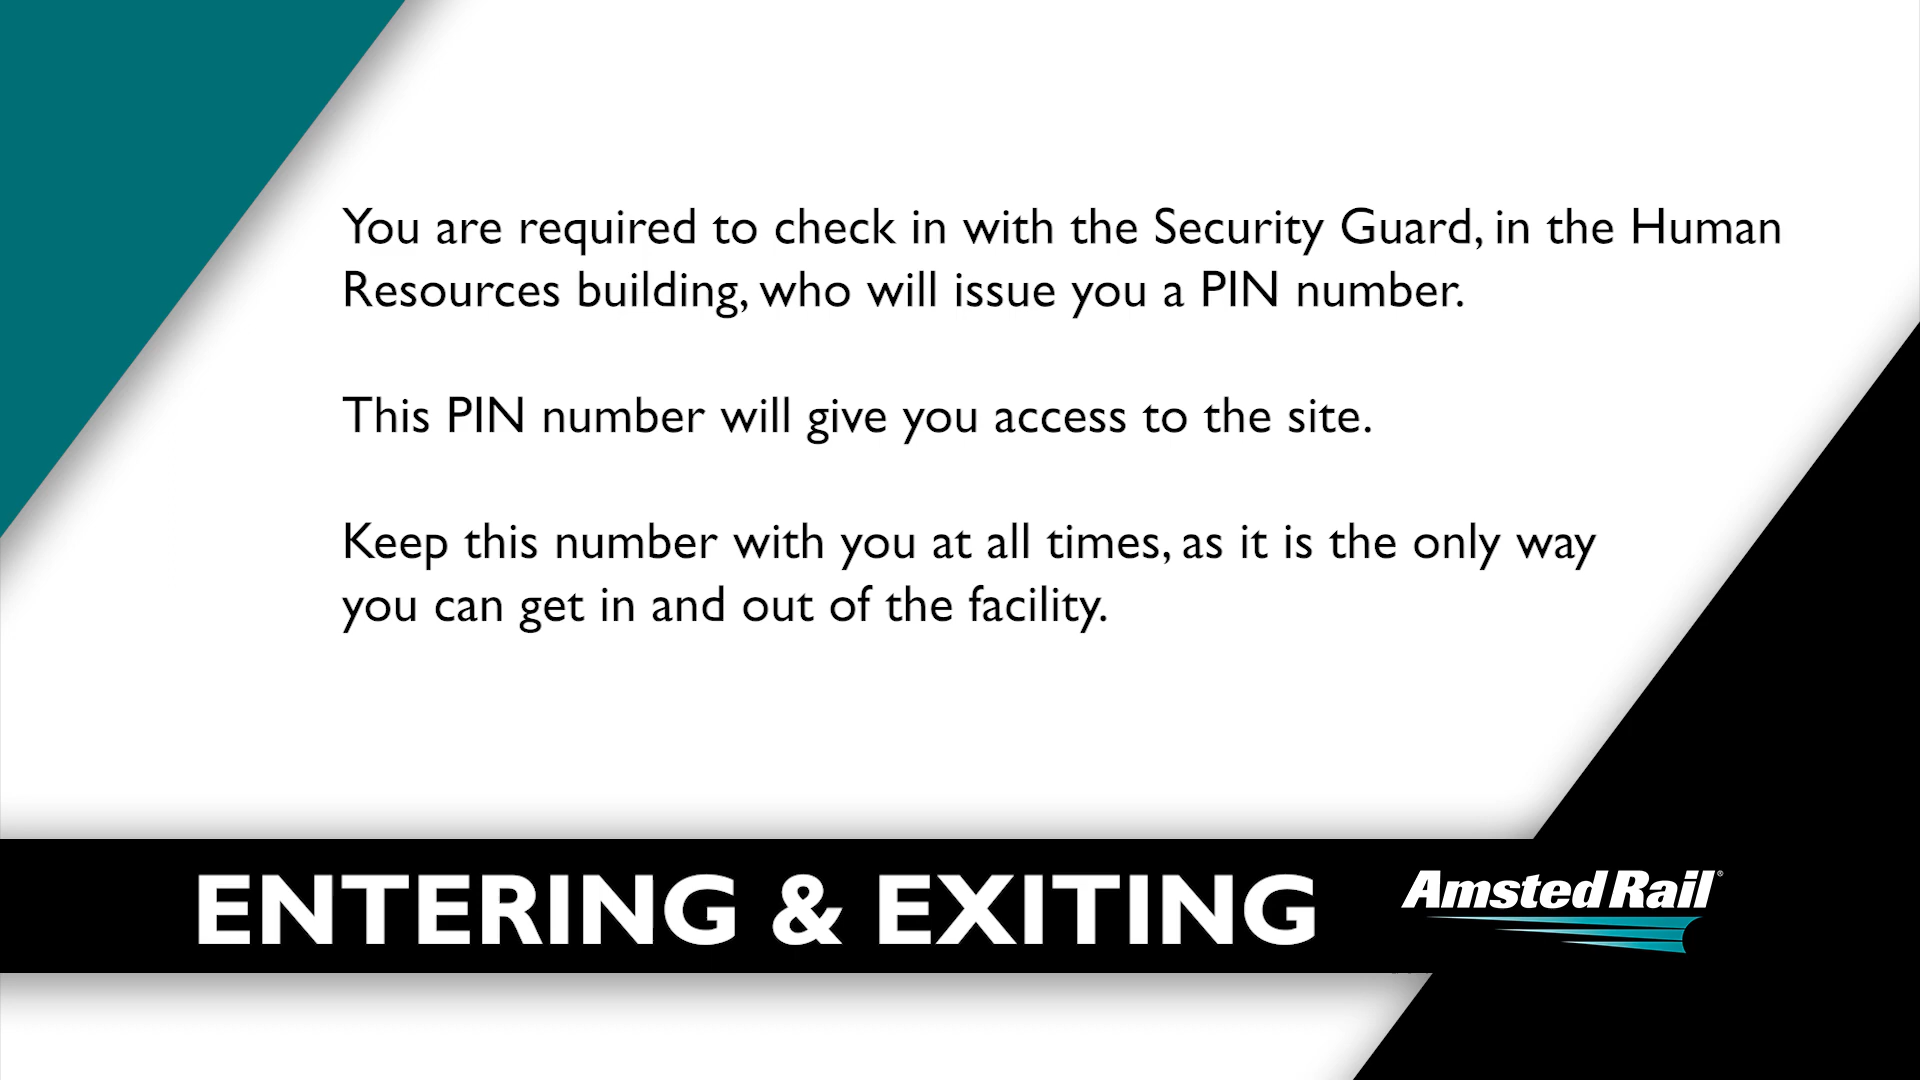 You are required to check in with the Security Guard, in the Human
Resources building, who will issue you a PIN number.
This PIN number will give you access to the site.
Keep this number with you at all times, as it is the only way
you can get in and out of the facility.
ENTERING & EXITING
Amsted Rail®